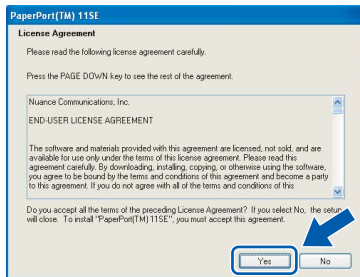 PaperPort(TM) 11SE
License Agreement
Please read the following license agreement carefully.
Press the PAGE DOWN key to see the rest of the agreement.
Nuance Communications, Inc.
END-USER LICENSE AGREEMENT
The software and materials provided with this agreement are licensed, not sold, and are
available for use only under the terms of this license agreement. Please read this
agreement carefully. By downloading, installing, copying, or otherwise using the software,
you agree to be bound by the terms and conditions of this agreement and become a party
to this agreement. If you do not agree with all of the terms and conditions of this
Do you accept all the terms of the preceding License Agreement? If you select No, the setup
will close. To install "PaperPort(TM) 11SE", you must accept this agreement.
Yes
No